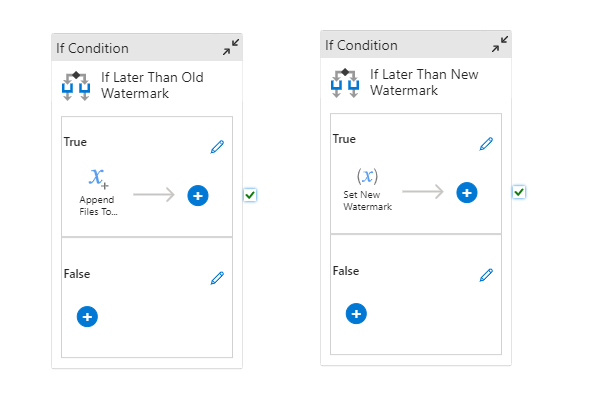 If Condition
If Later Than Old
Watermark
True
X+
Append
Files To...
False
If Condition
If Later Than New
Watermark
True
(x)
Set New
Watermark
False